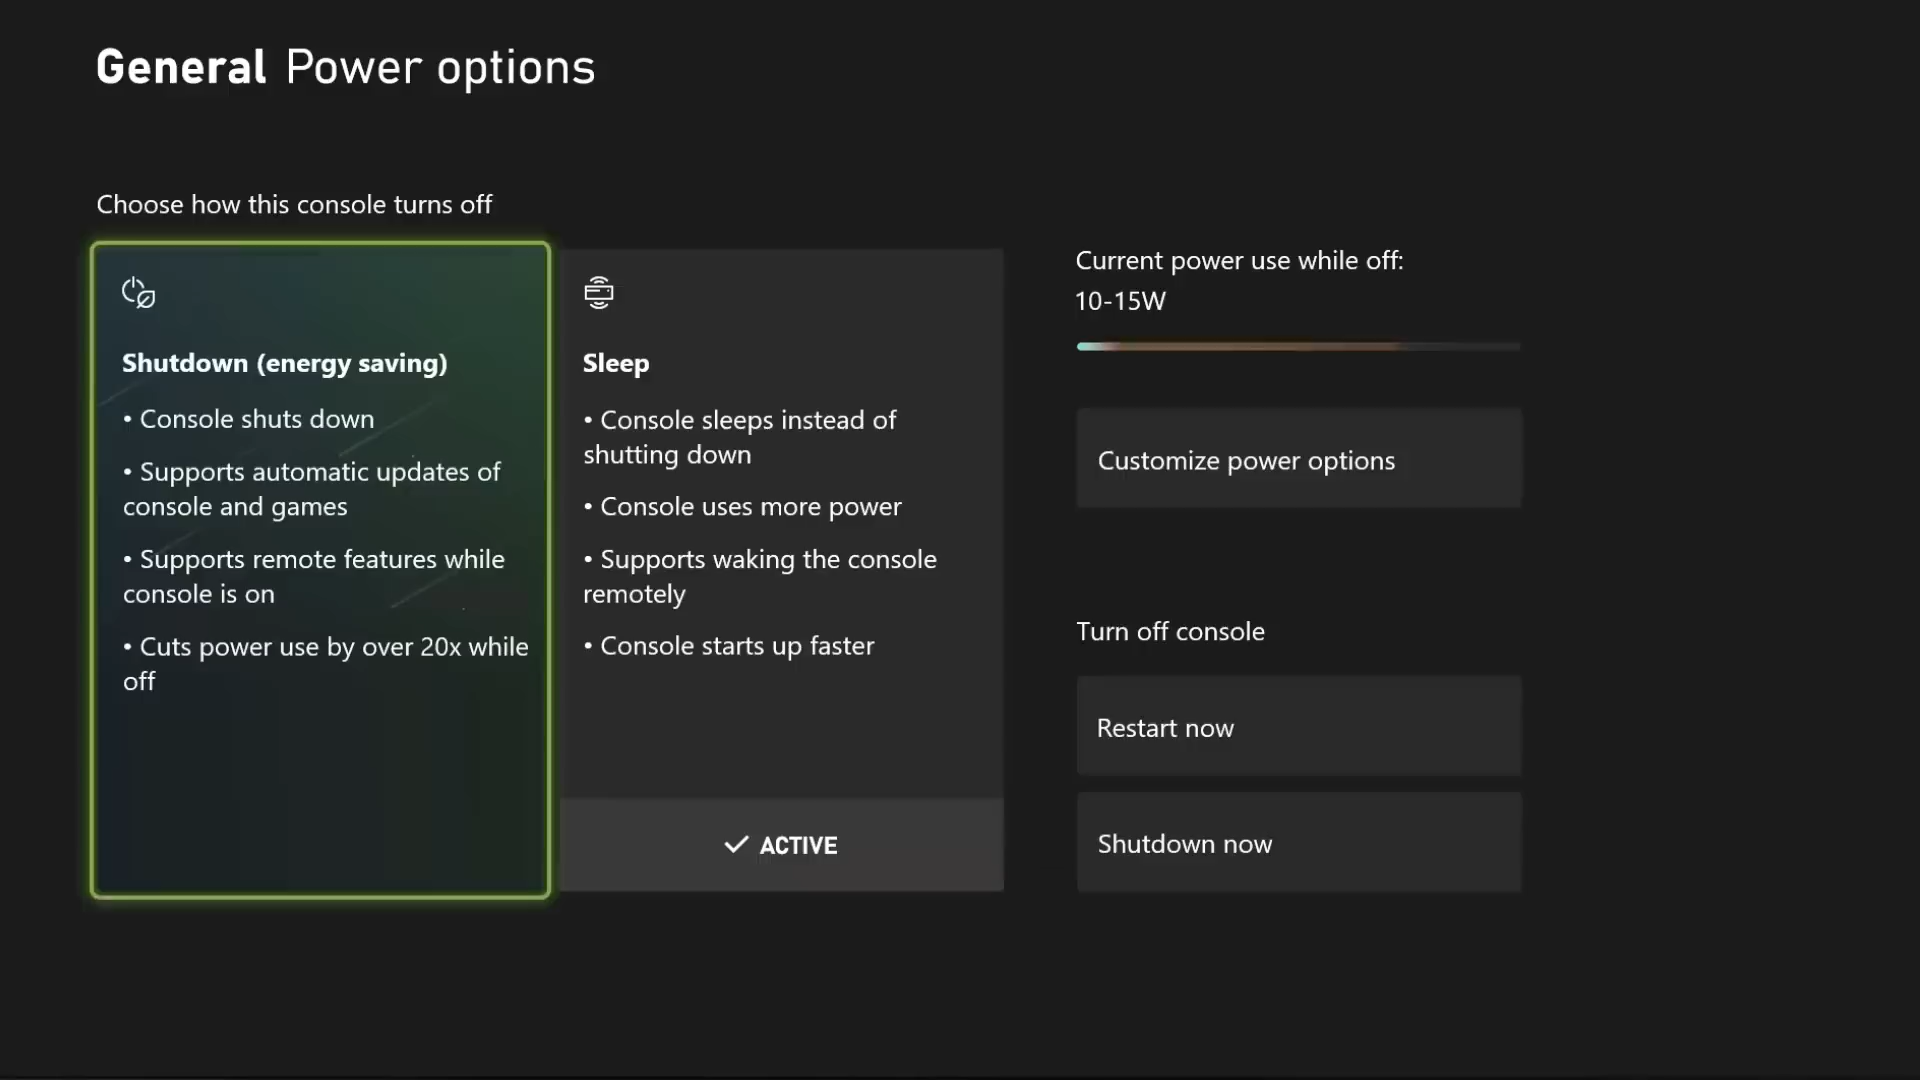 General Power options
Choose how this console turns off
Shutdown (energy saving)
• Console shuts down
• Supports automatic updates of
console and games
• Supports remote features while
console is on
• Cuts power use by over 20x while
off
Sleep
• Console sleeps instead of
shutting down
• Console uses more power
• Supports waking the console
remotely
• Console starts up faster
ACTIVE
Current power use while off:
10-15W
Customize power options
Turn off console
Restart now
Shutdown now